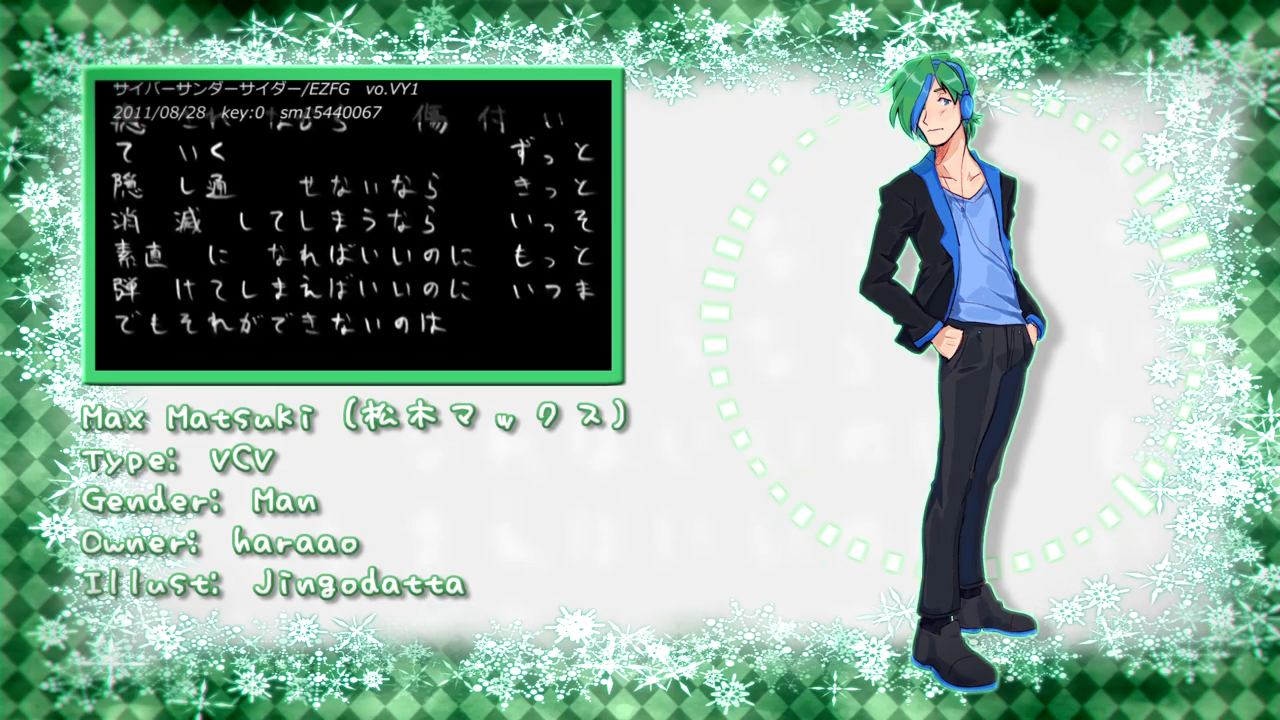 サイバーサンダーサイダー/EZFG vo.VY1
2011/08/28 key:0 sm15440067
傷付い
ていく ずっと
隠し通せないなら きっと
消滅してしまうなら いっそ
素直になればいいのに もっと
弾けてしまえばいいのに いつま
でもそれができないのは
Max Matsuki (松木マックス)
Type: VCV
Gender: Man
Owner: haraao
Illust: Jingodatta